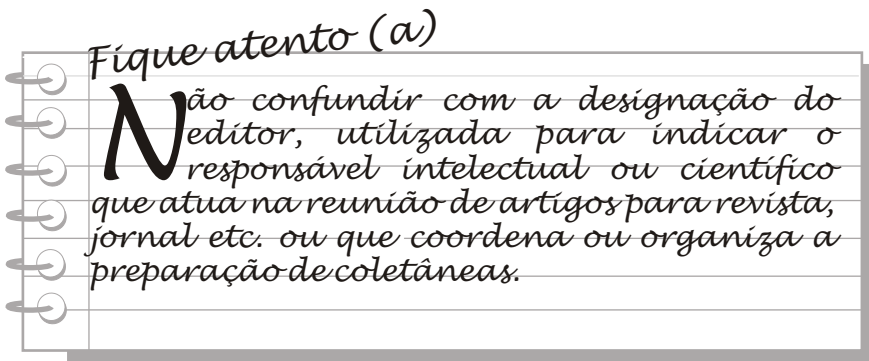 Fique atento (a)
Não confundir com a designação do
editor, utilizada para indicar o
responsável intelectual ou científico
que atua na reunião de artigos para revista,
jornal etc. ou que coordena ou organiza a
preparação de coletâneas.